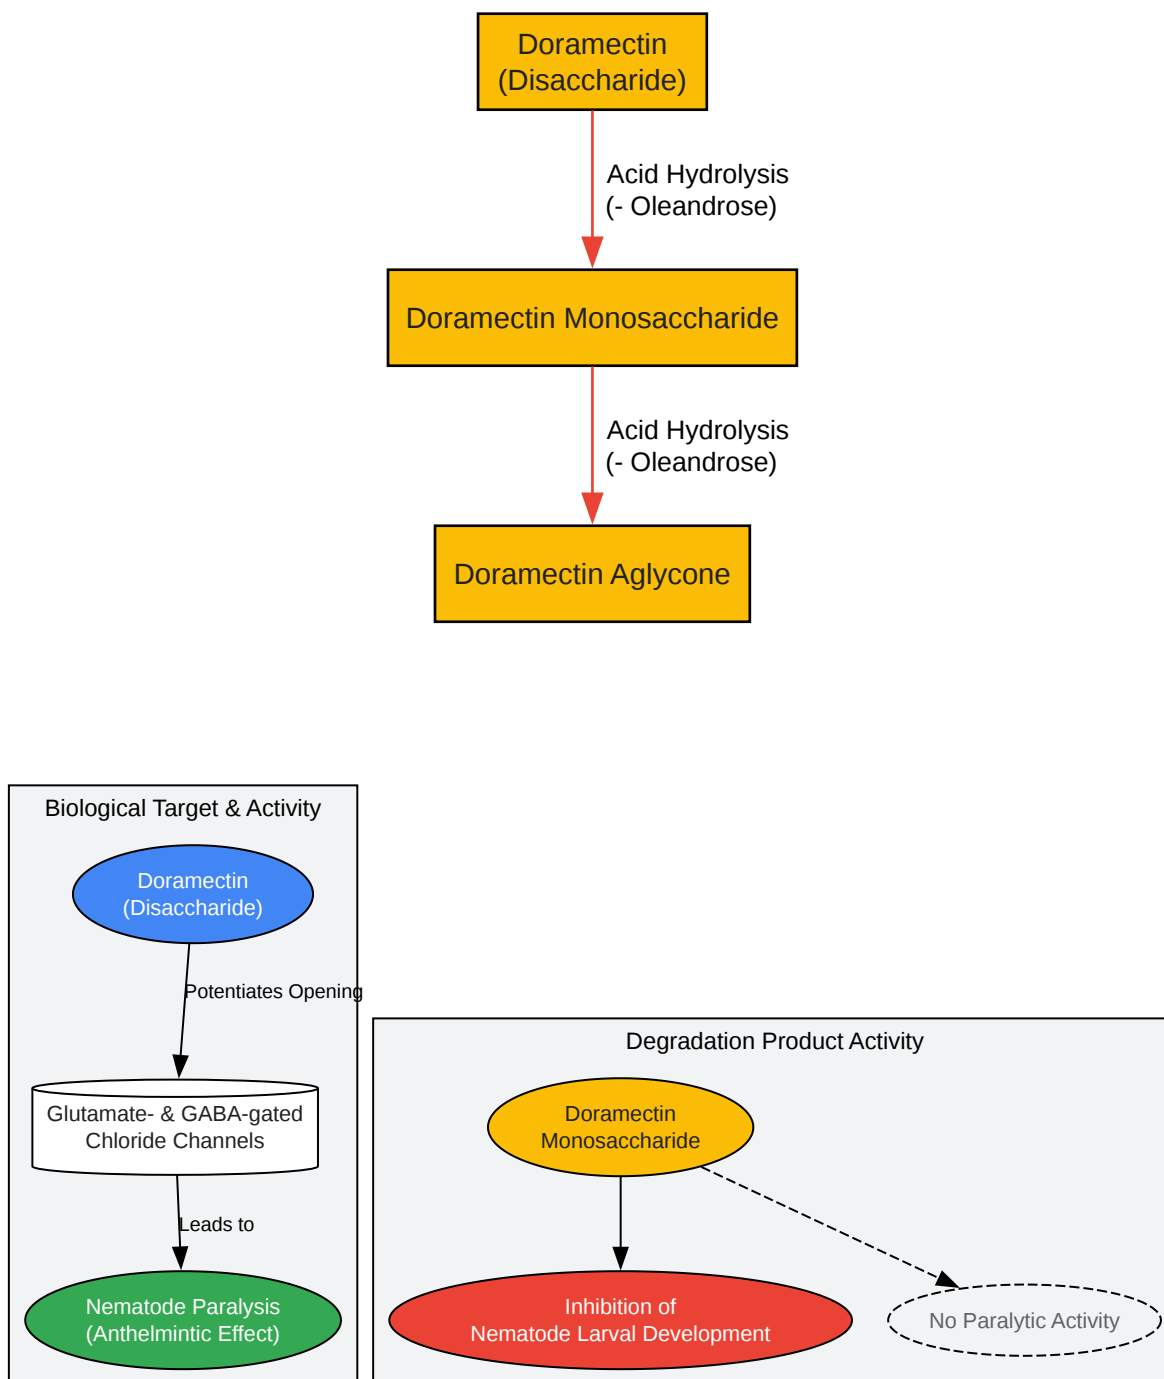 Doramectin
(Disaccharide)
Acid Hydrolysis
(- Oleandrose)
Doramectin Monosaccharide
Acid Hydrolysis
(- Oleandrose)
Doramectin Aglycone
Biological Target & Activity
Doramectin
(Disaccharide)
Potentiates Opening
Glutamate- & GABA-gated
Chloride Channels
Leads to
Nematode Paralysis
(Anthelmintic Effect)
Degradation Product Activity
Doramectin
Monosaccharide
Inhibition of
Nematode Larval Development
No Paralytic Activity